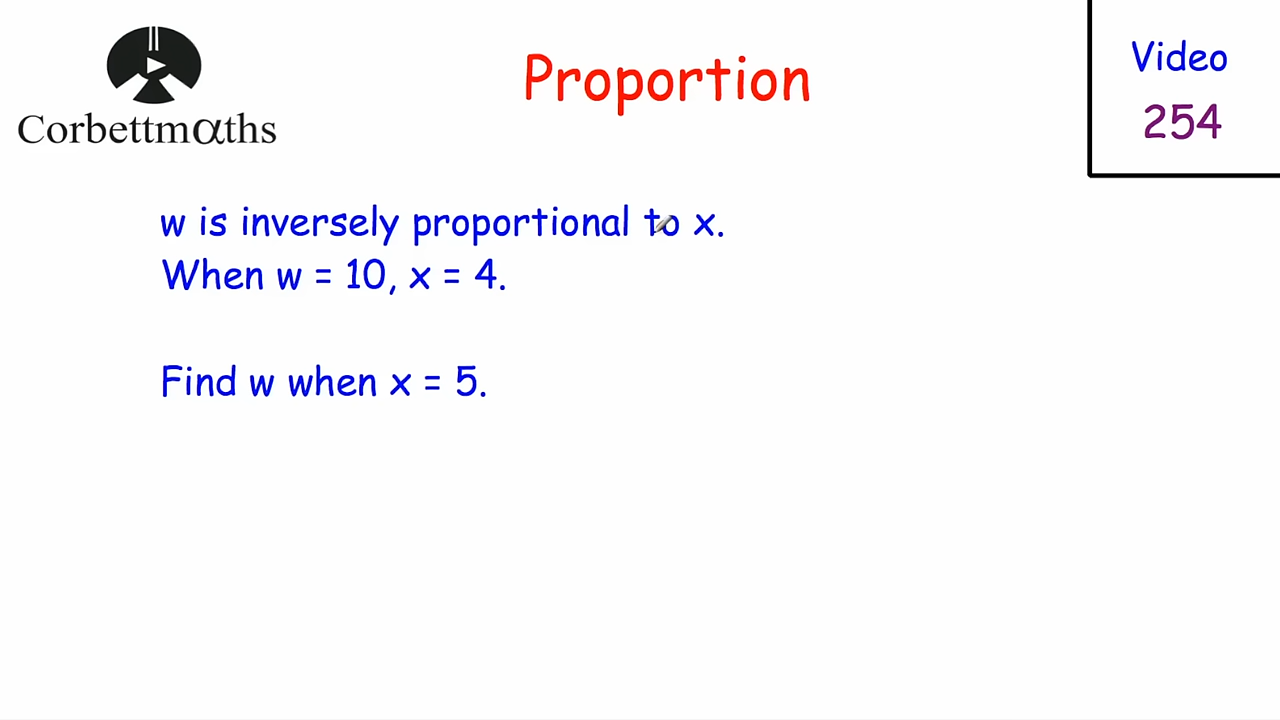 Corbettmαths
Proportion
Video
254
w is inversely proportional to x.
When w = 10, x = 4.
Find w when x = 5.